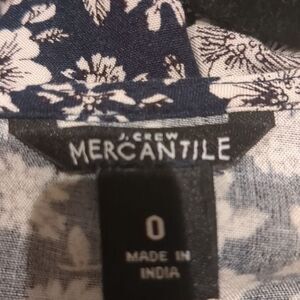 J.CREW
MERCANTILE
0
MADE IN
INDIA